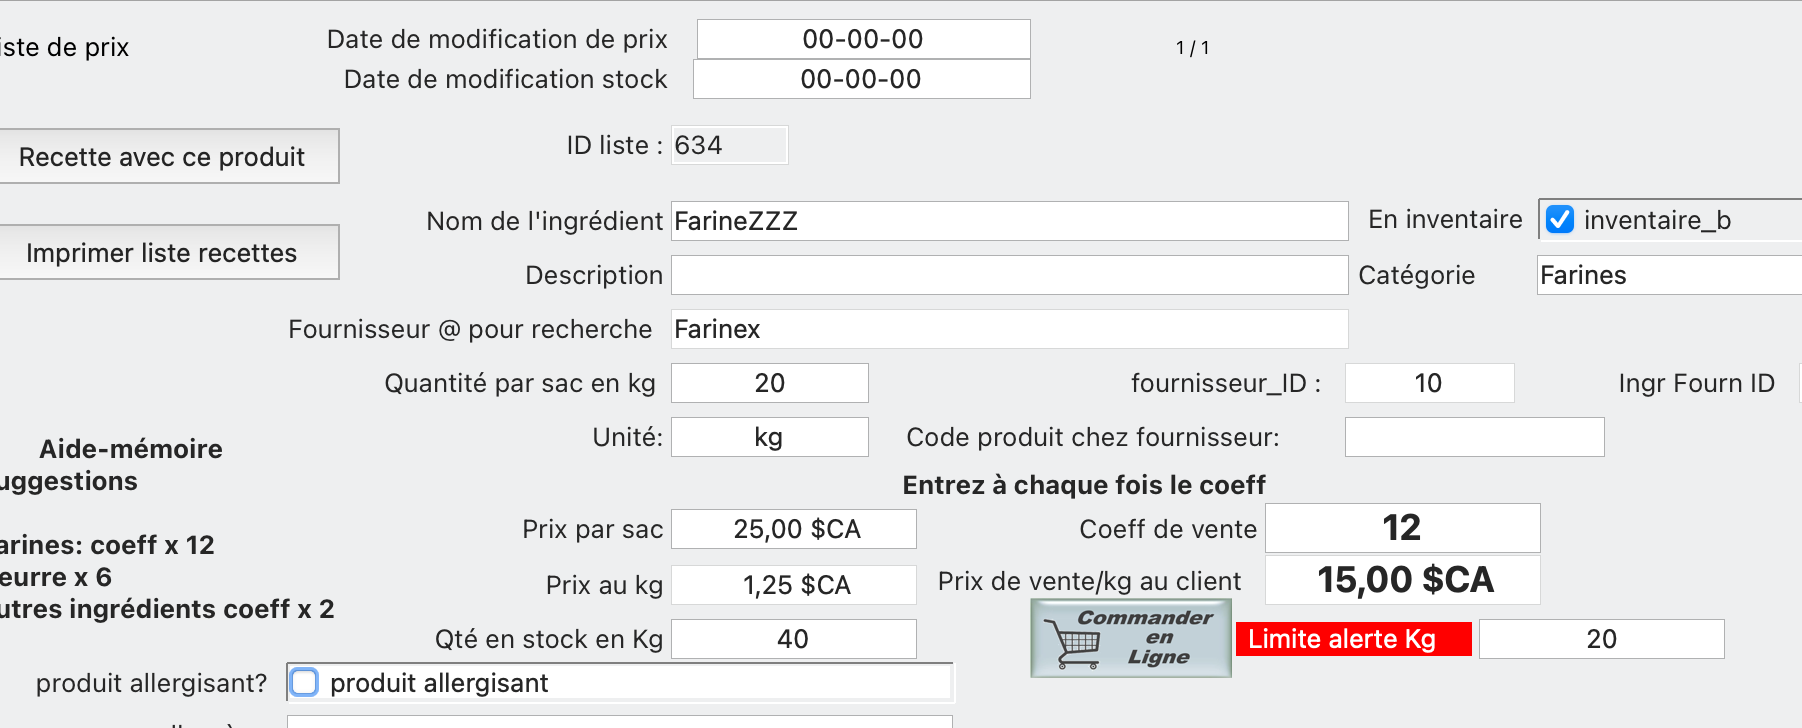 iste de prix
Date de modification de prix 00-00-00 1 / 1
Date de modification stock 00-00-00
Recette avec ce produit
ID liste : 634
Imprimer liste recettes
Nom de l'ingrédient FarineZZZ En inventaire inventaire_b
Description Catégorie Farines
Fournisseur @ pour recherche Farinex
Quantité par sac en kg 20 fournisseur_ID : 10 Ingr Fourn ID
Unité: kg Code produit chez fournisseur:
Aide-mémoire
uggestions
Entrez à chaque fois le coeff
Prix par sac 25,00 $CA Coeff de vente 12
arines: coeff x 12
eurre x 6
utres ingrédients coeff x 2
Prix au kg 1,25 $CA Prix de vente/kg au client 15,00 $CA
Qté en stock en Kg 40
Commander
en
Ligne
Limite alerte Kg 20
produit allergisant? produit allergisant